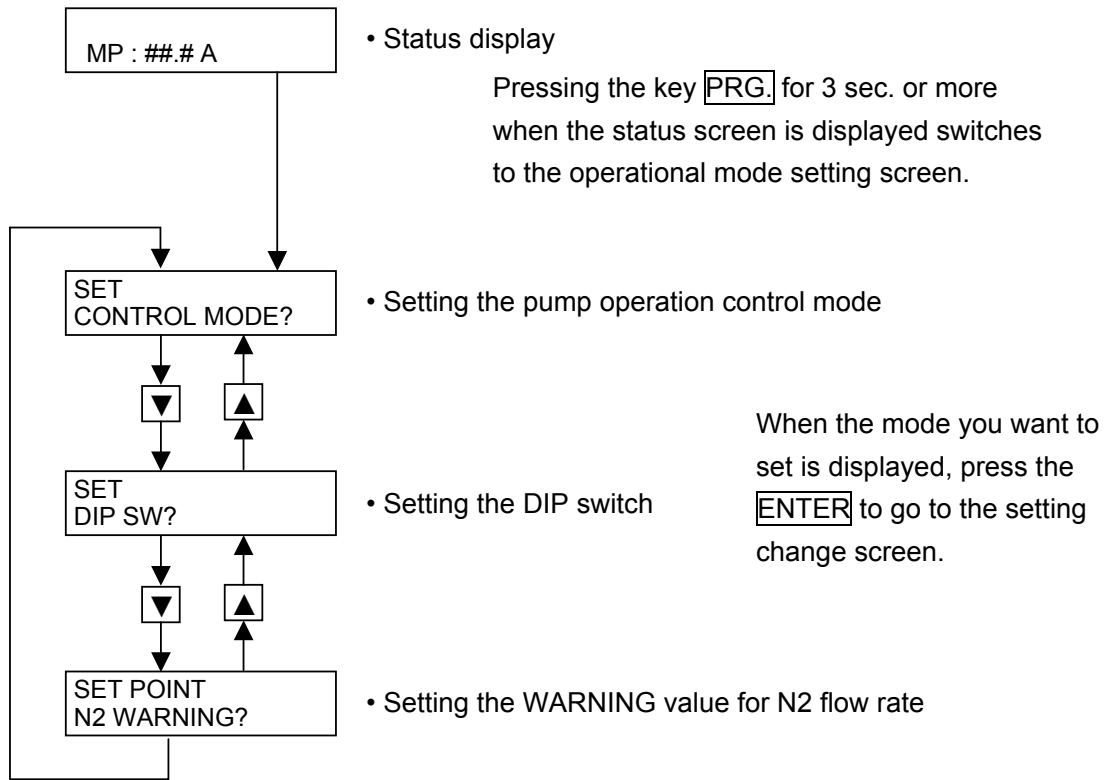 MP : ##.# A
• Status display
Pressing the key PRG. for 3 sec. or more
when the status screen is displayed switches
to the operational mode setting screen.
SET
CONTROL MODE?
• Setting the pump operation control mode
▼ ▲
When the mode you want to
set is displayed, press the
ENTER to go to the setting
change screen.
SET
DIP SW?
• Setting the DIP switch
▼ ▲
SET POINT
N2 WARNING?
• Setting the WARNING value for N2 flow rate